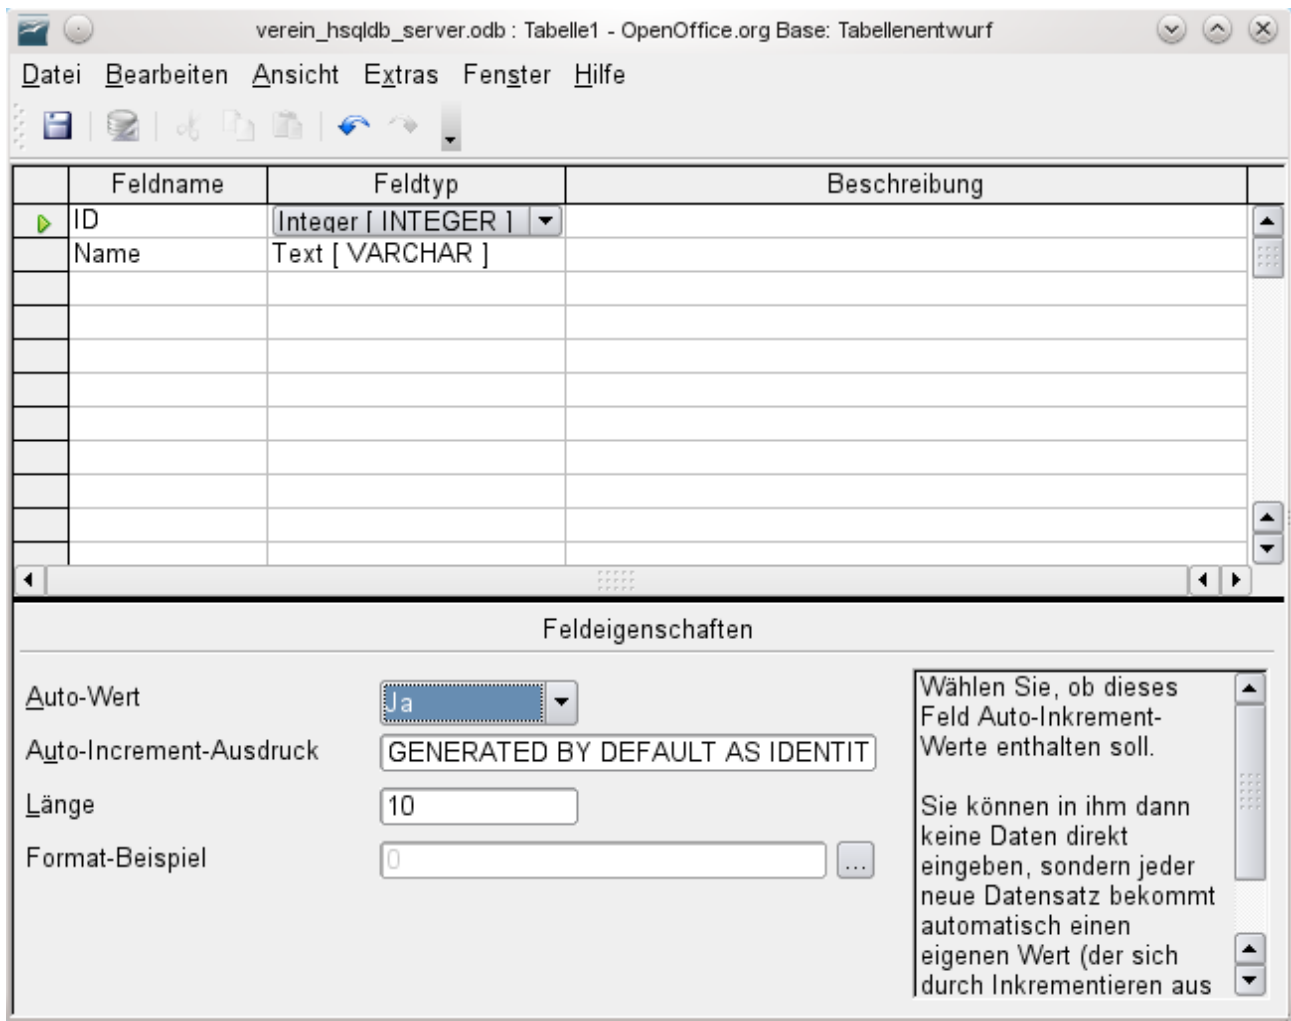 verein_hsqldb_server.odb : Tabelle1 - OpenOffice.org Base: Tabellenentwurf
Datei Bearbeiten Ansicht Extras Fenster Hilfe
Feldname Feldtyp Beschreibung
ID Integer [ INTEGER ]
Name Text [ VARCHAR ]
Feldeigenschaften
Auto-Wert Ja
Auto-Increment-Ausdruck GENERATED BY DEFAULT AS IDENTIT
Länge 10
Format-Beispiel 0 ...
Wählen Sie, ob dieses
Feld Auto-Inkrement-
Werte enthalten soll.
Sie können in ihm dann
keine Daten direkt
eingeben, sondern jeder
neue Datensatz bekommt
automatisch einen
eigenen Wert (der sich
durch Inkrementieren aus